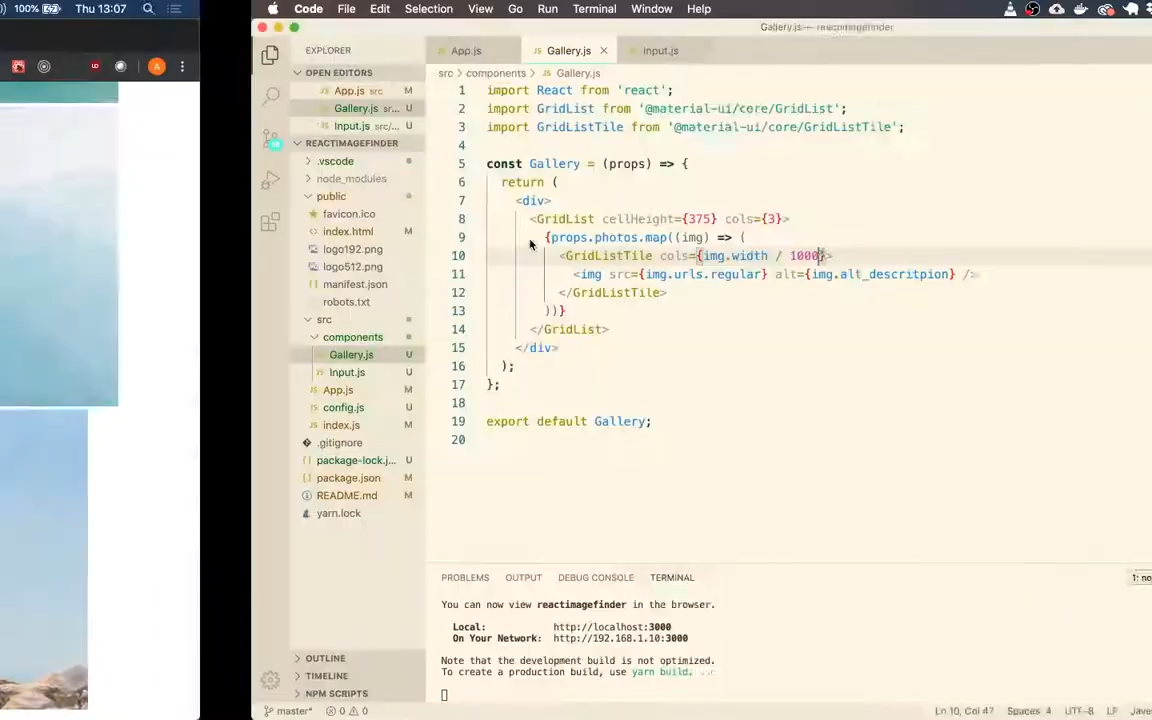 100% Thu 13:07
Code File Edit Selection View Go Run Terminal Window Help
Gallery.js — reactimagefinder
A
EXPLORER
OPEN EDITORS
App.js src M
Gallery.js sr... U
Input.js src/... U
REACTIMAGEFINDER
.vscode
node_modules
public
favicon.ico
index.html
logo192.png
logo512.png
manifest.json
robots.txt
src
components
Gallery.js U
Input.js U
App.js M
config.js U
index.js M
.gitignore
package-lock.j... U
package.json M
README.md M
yarn.lock
OUTLINE
TIMELINE
NPM SCRIPTS
App.js Gallery.js Input.js
src > components > Gallery.js
1 import React from 'react';
2 import GridList from '@material-ui/core/GridList';
3 import GridListTile from '@material-ui/core/GridListTile';
4
5 const Gallery = (props) => {
6 return (
7 <div>
8 <GridList cellHeight={375} cols={3}>
9 {props.photos.map((img) => (
10 <GridListTile cols={img.width / 1000}>
11 <img src={img.urls.regular} alt={img.alt_descritpion} />
12 </GridListTile>
13 ))}
14 </GridList>
15 </div>
16 );
17 };
18
19 export default Gallery;
20
PROBLEMS OUTPUT DEBUG CONSOLE TERMINAL 1: no
You can now view reactimagefinder in the browser.
Local: http://localhost:3000
On Your Network: http://192.168.1.10:3000
Note that the development build is not optimized.
To create a production build, use yarn build.
master* 0 0 Ln 10, Col 47 Spaces: 4 UTF-8 LF Javas